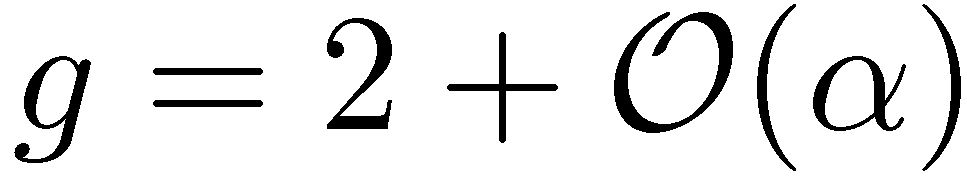 g = 2 + 𝒪(α)